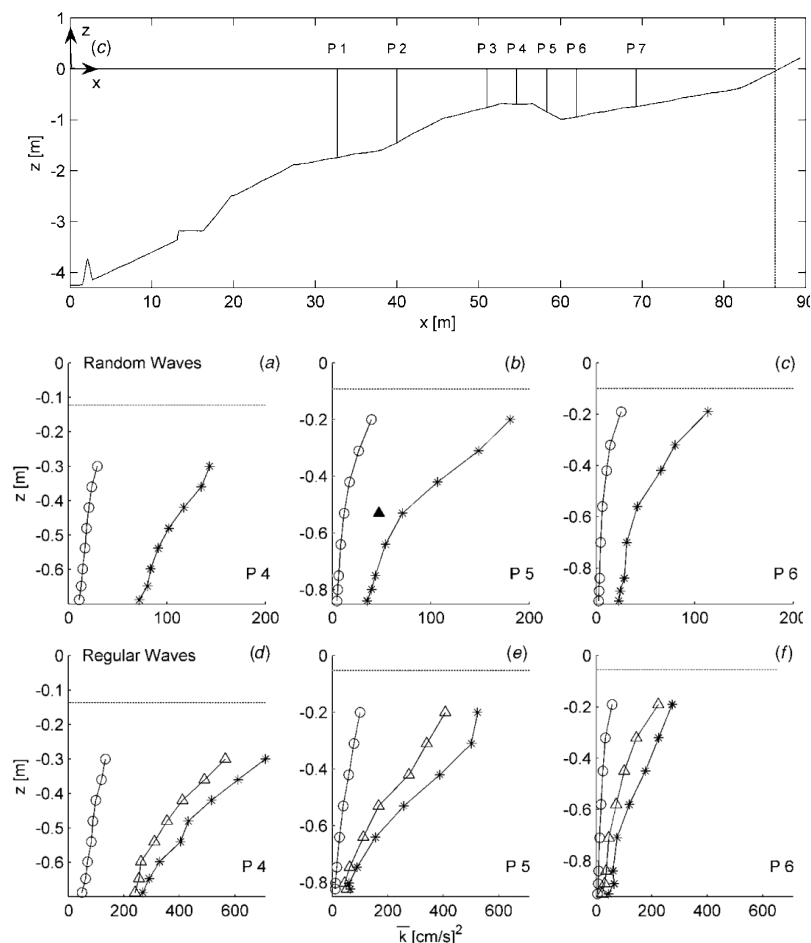 1
0
-1
-2
-3
-4
z [m]
z
(c)
x
P 1
P 2
P 3
P 4
P 5
P 6
P 7
0
10
20
30
40
50
60
70
80
90
x [m]
0
-0.1
-0.2
-0.3
-0.4
-0.5
-0.6
z [m]
Random Waves
(a)
P 4
0
100
200
0
-0.2
-0.4
-0.6
-0.8
(b)
P 5
0
100
200
0
-0.2
-0.4
-0.6
-0.8
(c)
P 6
0
100
200
0
-0.1
-0.2
-0.3
-0.4
-0.5
-0.6
z [m]
Regular Waves
(d)
P 4
0
200
400
600
0
-0.2
-0.4
-0.6
-0.8
(e)
P 5
0
200
400
600
k̅ [cm/s]²
0
-0.2
-0.4
-0.6
-0.8
(f)
P 6
0
200
400
600